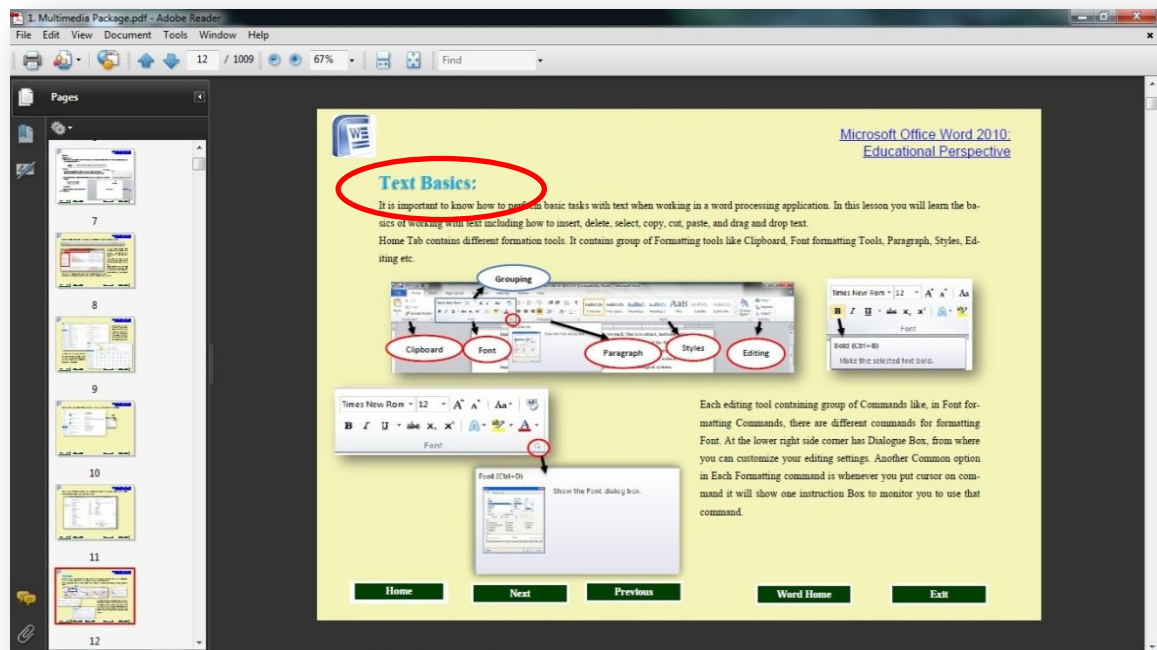 1. Multimedia Package.pdf - Adobe Reader
File Edit View Document Tools Window Help
12 / 1009 67% Find
Pages
7
8
9
10
11
12
Microsoft Office Word 2010:
Educational Perspective
Text Basics:
It is important to know how to perform basic tasks with text when working in a word processing application. In this lesson you will learn the ba-
sics of working with text including how to insert, delete, select, copy, cut, paste, and drag and drop text.
Home Tab contains different formation tools. It contains group of Formatting tools like Clipboard, Font formatting Tools, Paragraph, Styles, Ed-
iting etc.
Grouping
Clipboard
Font
Paragraph
Styles
Editing
Times New Rom 12 A A Aa
B I U abc x, x
Font
Bold (Ctrl+B)
Make the selected text bold.
Times New Rom 12 A A Aa
B I U abc x, x A
Font
Font (Ctrl+D)
Show the Font dialog box.
Each editing tool containing group of Commands like, in Font for-
matting Commands, there are different commands for formatting
Font. At the lower right side corner has Dialogue Box, from where
you can customize your editing settings. Another Common option
in Each Formatting command is whenever you put cursor on com-
mand it will show one instruction Box to monitor you to use that
command.
Home
Next
Previous
Word Home
Exit